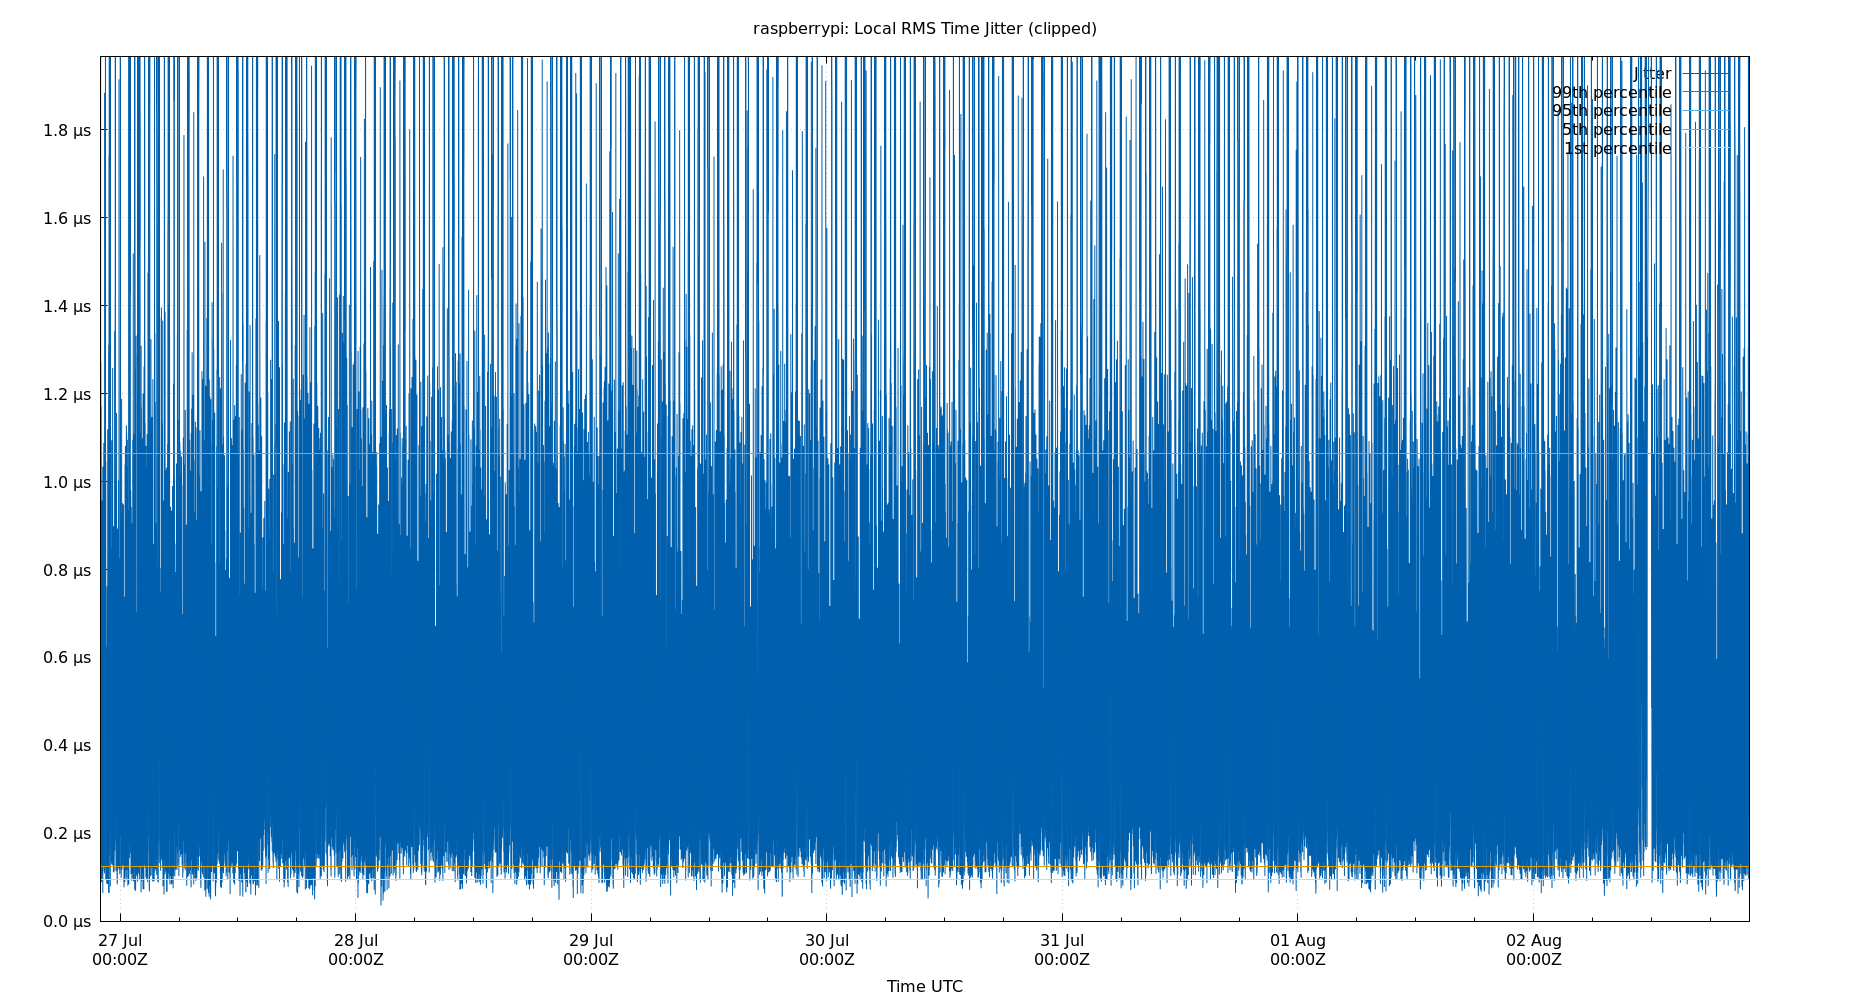 raspberrypi: Local RMS Time Jitter (clipped)
Jitter
99th percentile
95th percentile
5th percentile
1st percentile
1.8 µs
1.6 µs
1.4 µs
1.2 µs
1.0 µs
0.8 µs
0.6 µs
0.4 µs
0.2 µs
0.0 µs
27 Jul 28 Jul 29 Jul 30 Jul 31 Jul 01 Aug 02 Aug
00:00Z 00:00Z 00:00Z 00:00Z 00:00Z 00:00Z 00:00Z
Time UTC